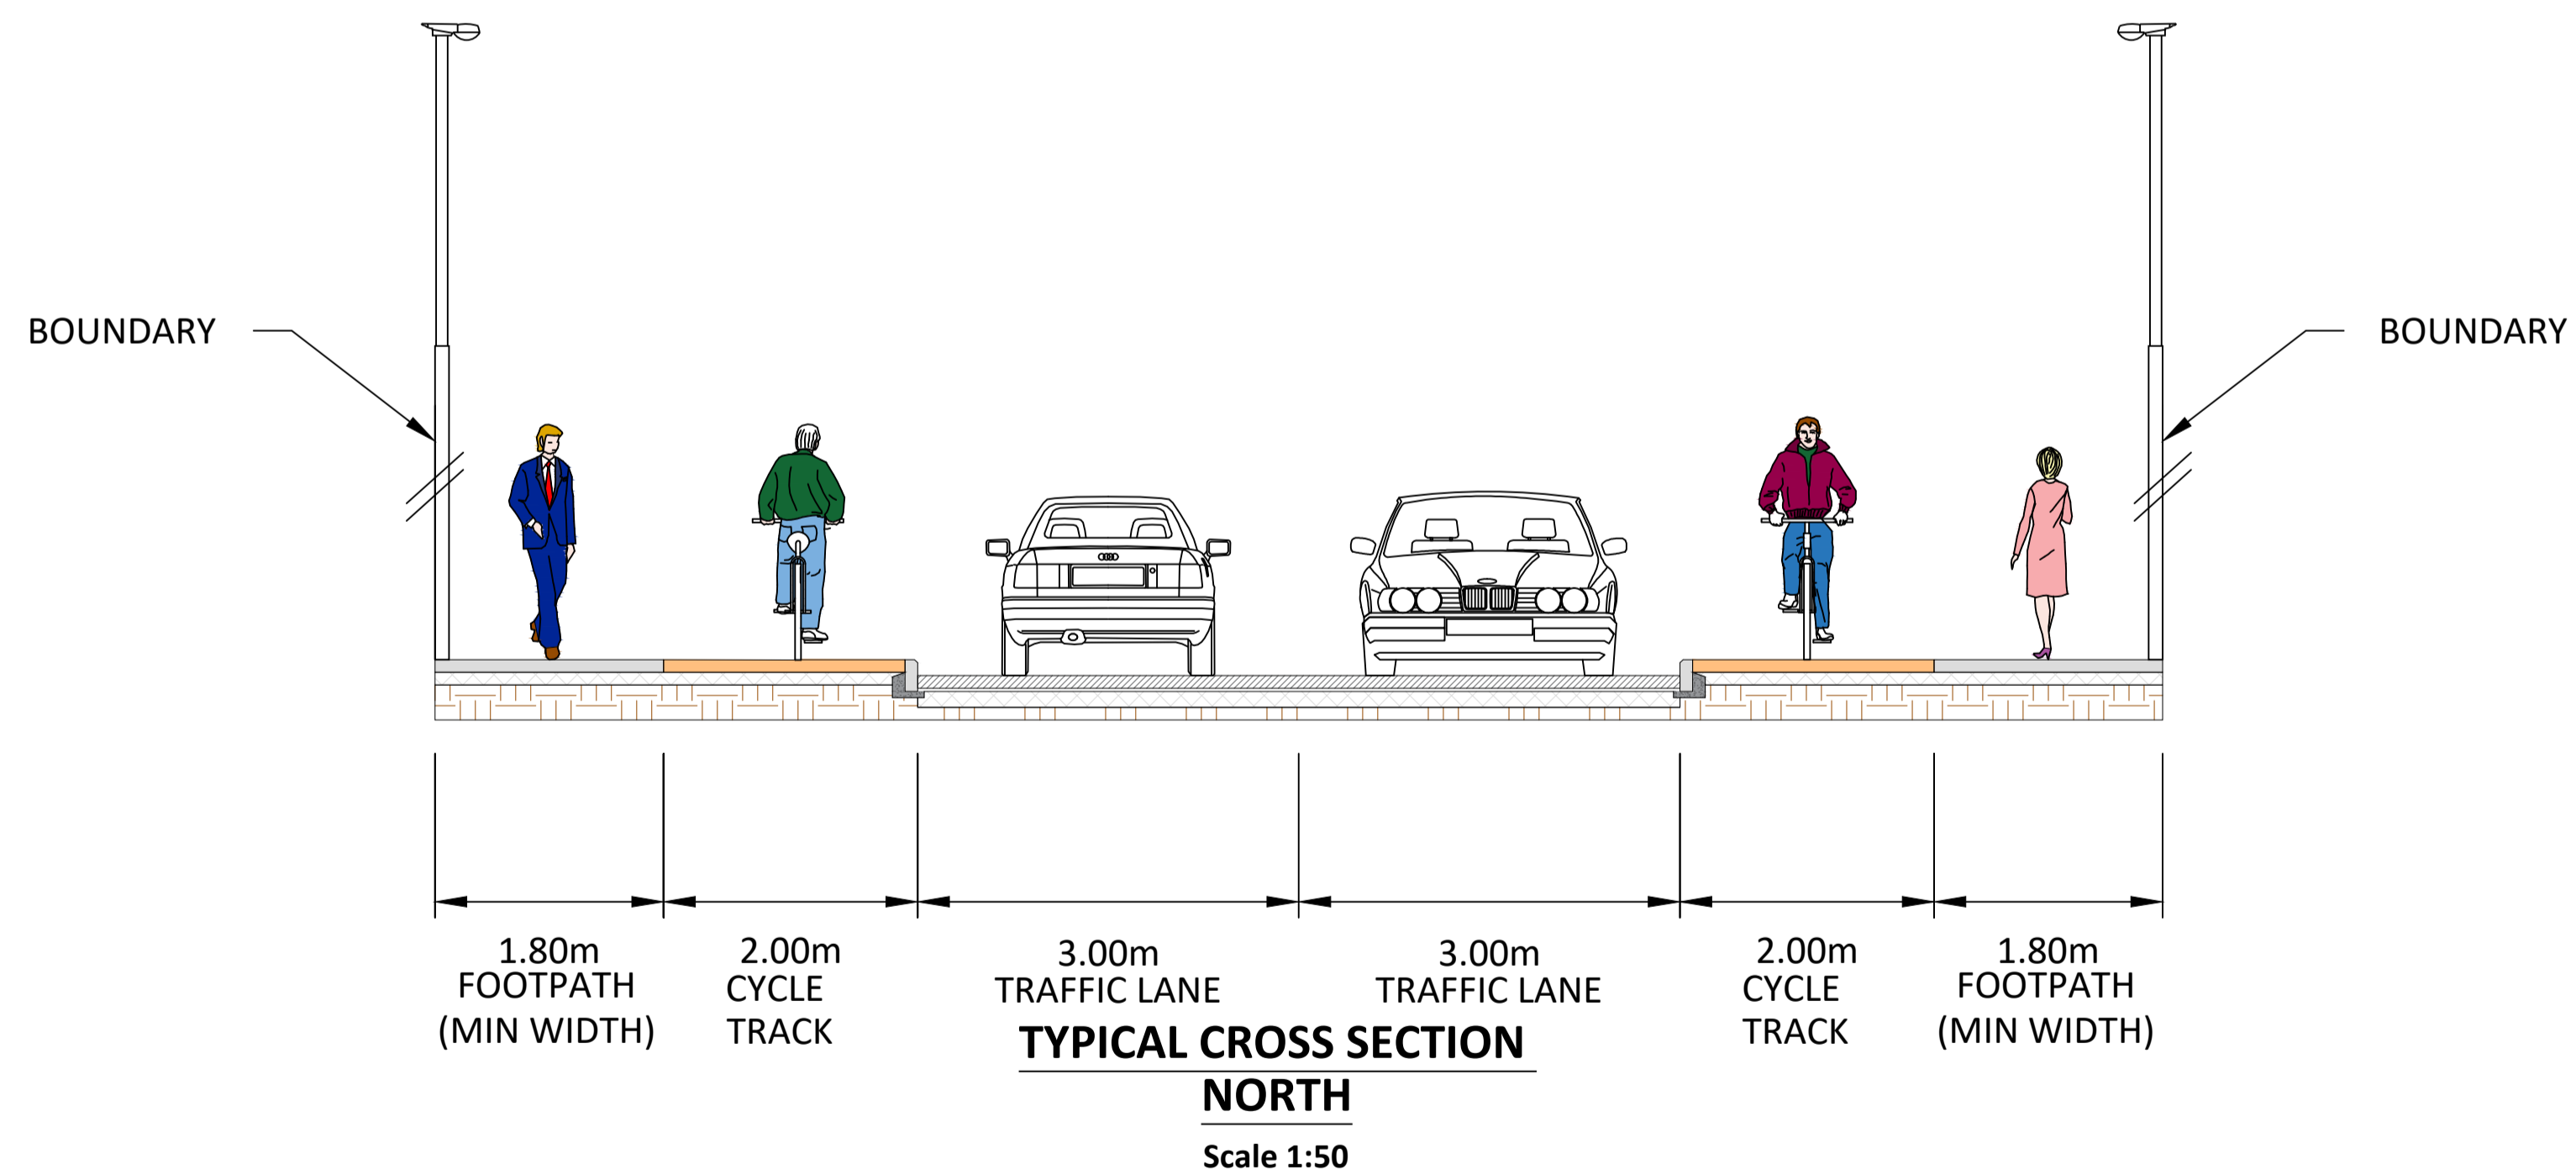 BOUNDARY
BOUNDARY
1.80m
FOOTPATH
(MIN WIDTH)
2.00m
CYCLE
TRACK
3.00m
TRAFFIC LANE
3.00m
TRAFFIC LANE
2.00m
CYCLE
TRACK
1.80m
FOOTPATH
(MIN WIDTH)
TYPICAL CROSS SECTION
NORTH
Scale 1:50